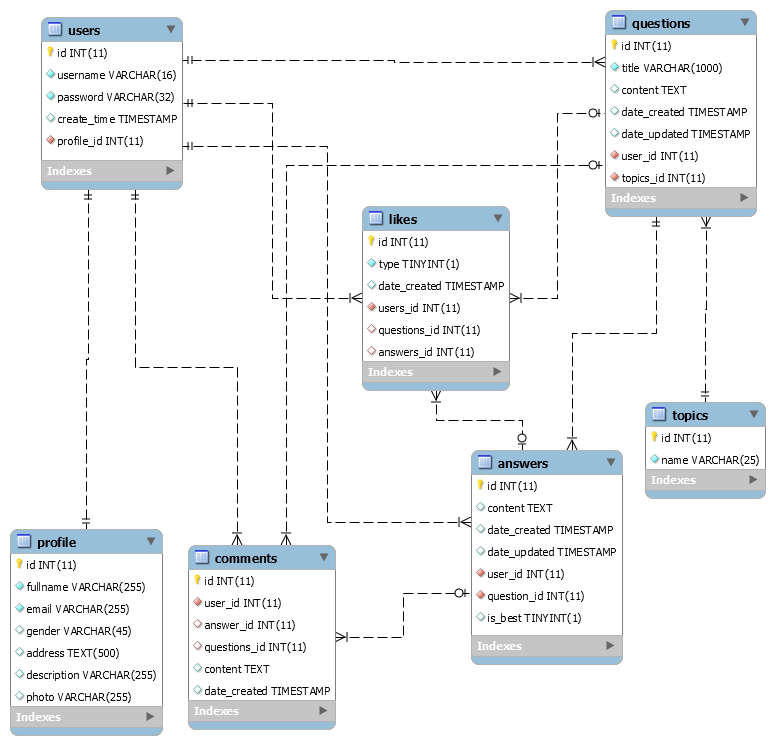 users
id INT(11)
username VARCHAR(16)
password VARCHAR(32)
create_time TIMESTAMP
profile_id INT(11)
Indexes
questions
id INT(11)
title VARCHAR(1000)
content TEXT
date_created TIMESTAMP
date_updated TIMESTAMP
user_id INT(11)
topics_id INT(11)
Indexes
likes
id INT(11)
type TINYINT(1)
date_created TIMESTAMP
users_id INT(11)
questions_id INT(11)
answers_id INT(11)
Indexes
topics
id INT(11)
name VARCHAR(25)
Indexes
answers
id INT(11)
content TEXT
date_created TIMESTAMP
date_updated TIMESTAMP
user_id INT(11)
question_id INT(11)
is_best TINYINT(1)
Indexes
profile
id INT(11)
fullname VARCHAR(255)
email VARCHAR(255)
gender VARCHAR(45)
address TEXT(500)
description VARCHAR(255)
photo VARCHAR(255)
Indexes
comments
id INT(11)
user_id INT(11)
answer_id INT(11)
questions_id INT(11)
content TEXT
date_created TIMESTAMP
Indexes